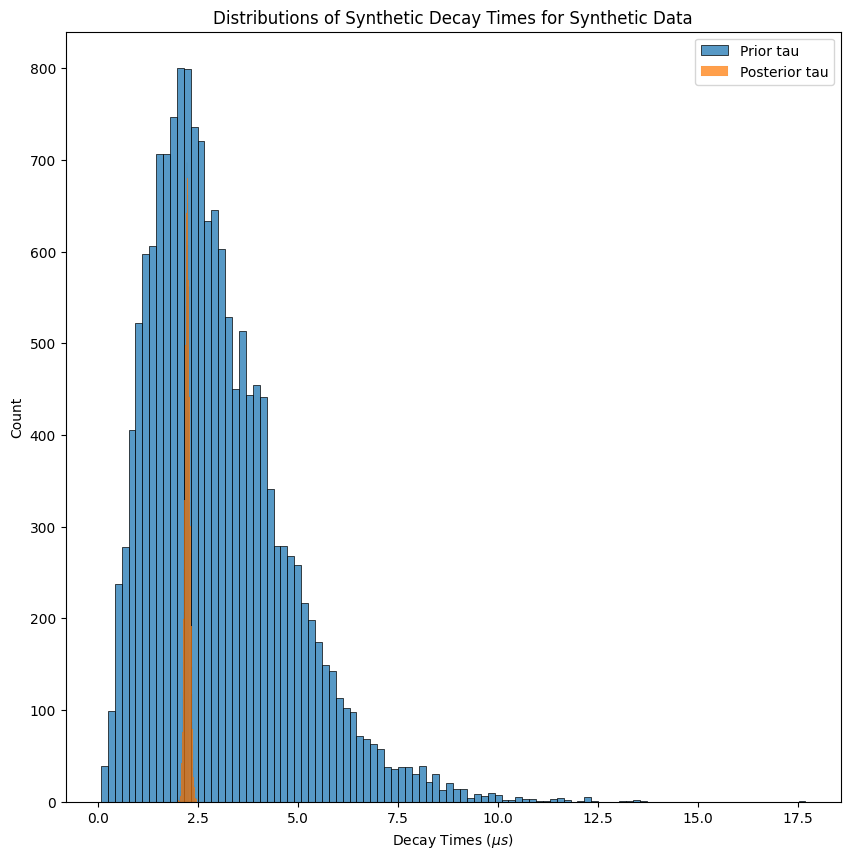 Distributions of Synthetic Decay Times for Synthetic Data
Prior tau
Posterior tau
800
700
600
500
400
300
200
100
0
Count
0.0 2.5 5.0 7.5 10.0 12.5 15.0 17.5
Decay Times (μs)